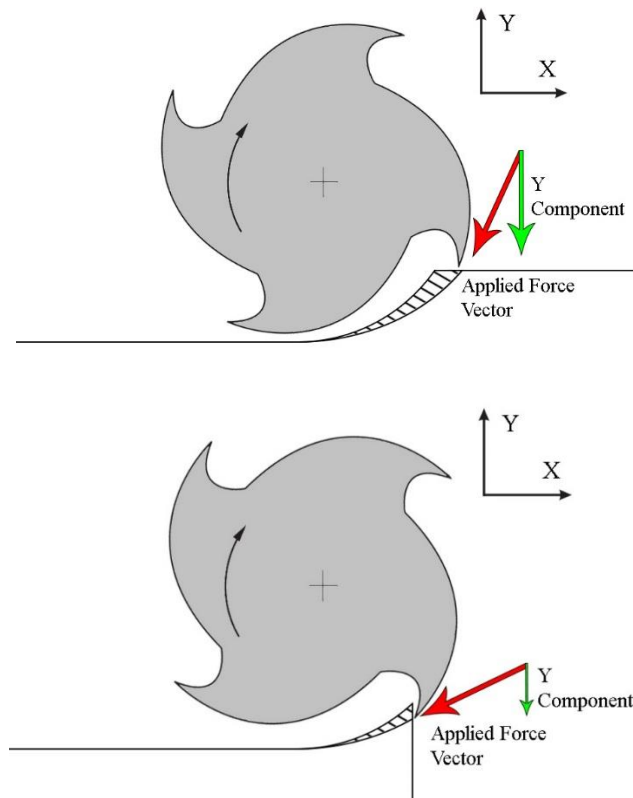 Y
X
Y
Component
Applied Force
Vector
Y
X
Y
Component
Applied Force
Vector